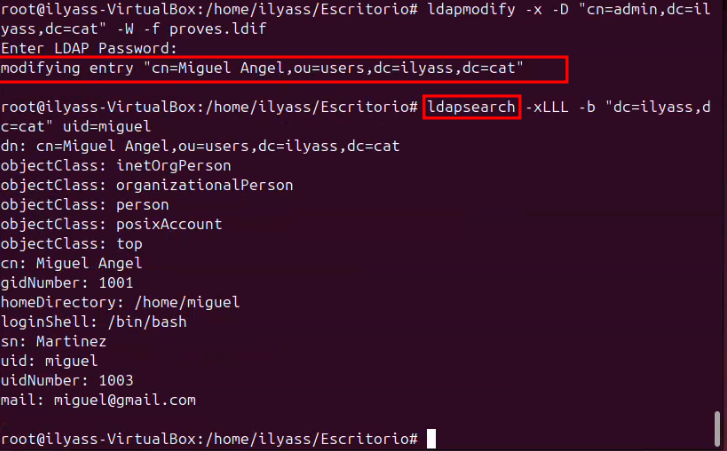 root@ilyass-VirtualBox:/home/ilyass/Escritorio# ldapmodify -x -D "cn=admin,dc=il
yass,dc=cat" -W -f proves.ldif
Enter LDAP Password:
modifying entry "cn=Miguel Angel,ou=users,dc=ilyass,dc=cat"
root@ilyass-VirtualBox:/home/ilyass/Escritorio# ldapsearch -xLLL -b "dc=ilyass,d
c=cat" uid=miguel
dn: cn=Miguel Angel,ou=users,dc=ilyass,dc=cat
objectClass: inetOrgPerson
objectClass: organizationalPerson
objectClass: person
objectClass: posixAccount
objectClass: top
cn: Miguel Angel
gidNumber: 1001
homeDirectory: /home/miguel
loginShell: /bin/bash
sn: Martinez
uid: miguel
uidNumber: 1003
mail: miguel@gmail.com
root@ilyass-VirtualBox:/home/ilyass/Escritorio#